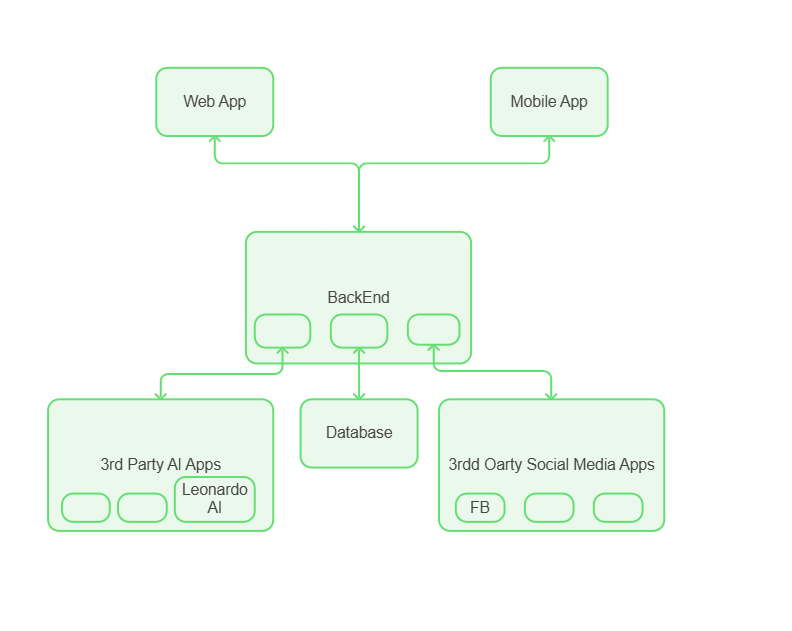 Web App
Mobile App
BackEnd
3rd Party AI Apps
Leonardo
AI
Database
3rdd Oarty Social Media Apps
FB